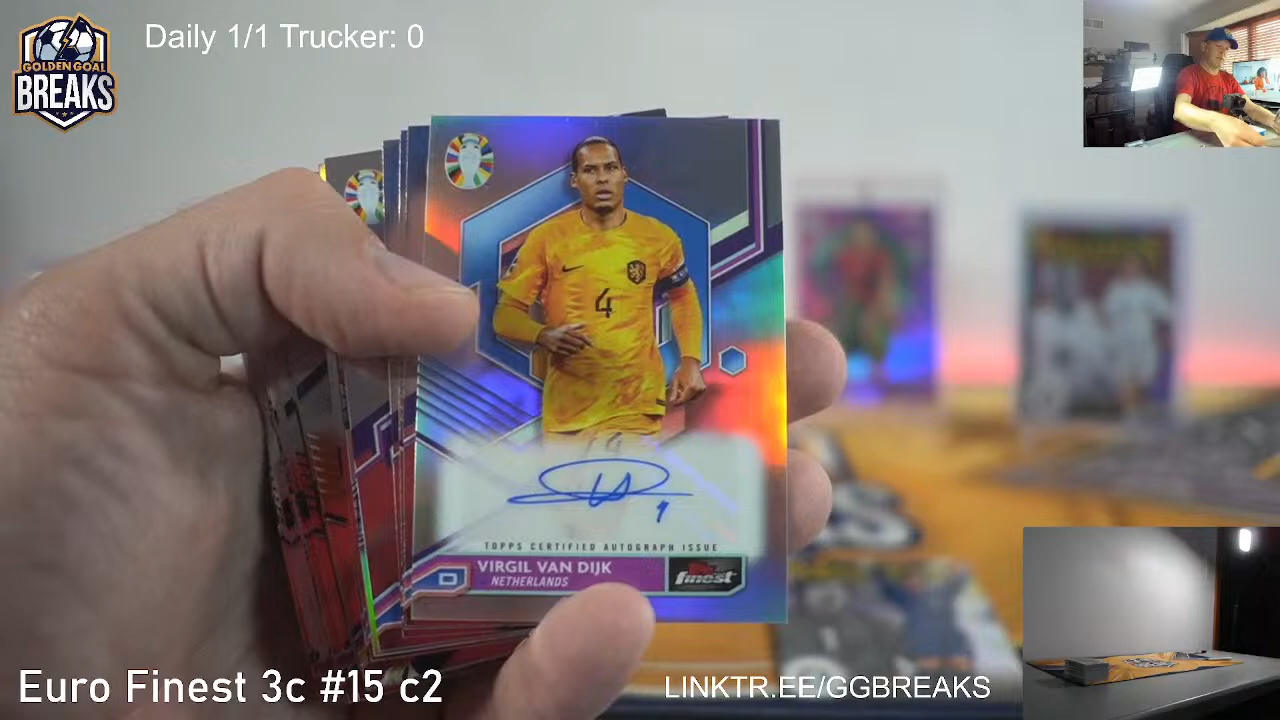 GOLDEN GOAL
BREAKS
Daily 1/1 Trucker: 0
4
TOPPS CERTIFIED AUTOGRAPH ISSUE
D
VIRGIL VAN DIJK
NETHERLANDS
finest
Euro Finest 3c #15 c2
LINKTR.EE/GGBREAKS